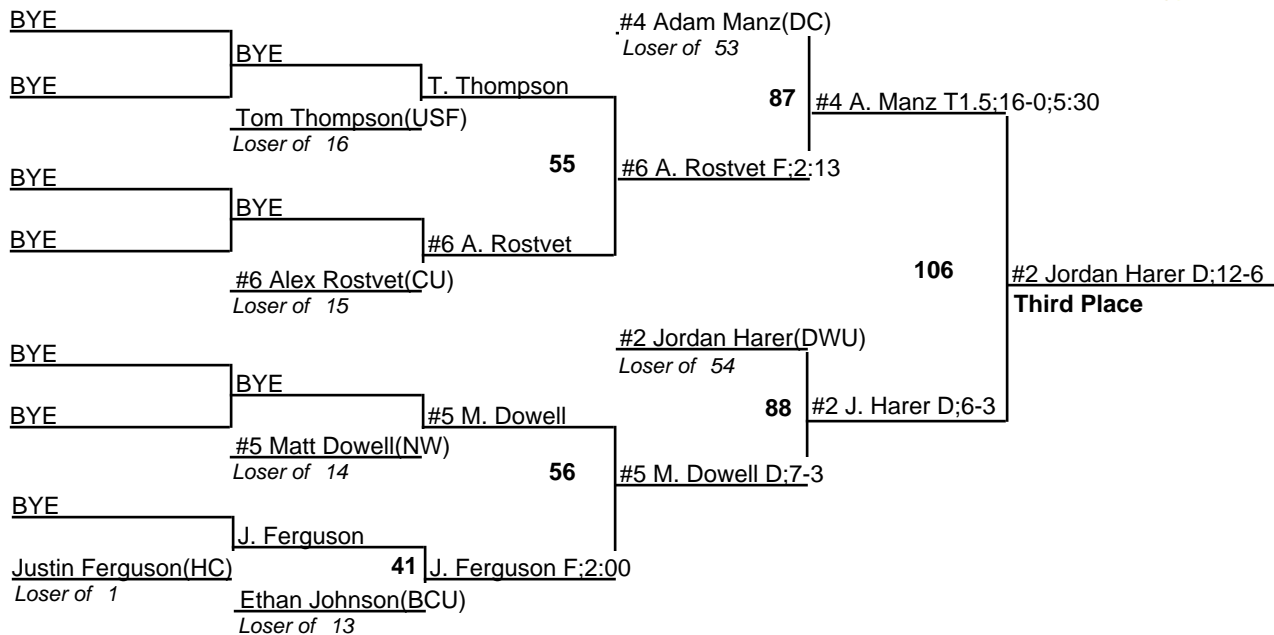 BYE
#4 Adam Manz(DC)
Loser of 53
BYE
BYE
T. Thompson
87
#4 A. Manz T1.5;16-0;5:30
Tom Thompson(USF)
Loser of 16
55
#6 A. Rostvet F;2:13
BYE
BYE
BYE
#6 A. Rostvet
106
#2 Jordan Harer D;12-6
Third Place
#6 Alex Rostvet(CU)
Loser of 15
#2 Jordan Harer(DWU)
Loser of 54
BYE
BYE
BYE
#5 M. Dowell
88
#2 J. Harer D;6-3
#5 Matt Dowell(NW)
Loser of 14
56
#5 M. Dowell D;7-3
BYE
J. Ferguson
Justin Ferguson(HC)
Loser of 1
41
J. Ferguson F;2:00
Ethan Johnson(BCU)
Loser of 13